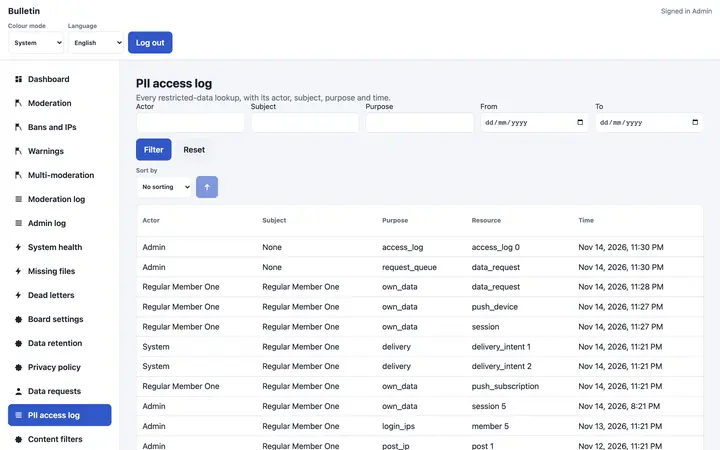 Bulletin
Signed in Admin
Colour mode
Language
System
English
Log out
Dashboard
Moderation
Bans and IPs
Warnings
Multi-moderation
Moderation log
Admin log
System health
Missing files
Dead letters
Board settings
Data retention
Privacy policy
Data requests
PII access log
Content filters
PII access log
Every restricted-data lookup, with its actor, subject, purpose and time.
Actor Subject Purpose From To
dd/mm/yyyy dd/mm/yyyy
Filter Reset
Sort by
No sorting ↑
Actor Subject Purpose Resource Time
Admin None access_log access_log 0 Nov 14, 2026, 11:30 PM
Admin None request_queue data_request Nov 14, 2026, 11:30 PM
Regular Member One Regular Member One own_data data_request Nov 14, 2026, 11:28 PM
Regular Member One Regular Member One own_data push_device Nov 14, 2026, 11:27 PM
Regular Member One Regular Member One own_data session Nov 14, 2026, 11:27 PM
System Regular Member One delivery delivery_intent 1 Nov 14, 2026, 11:21 PM
System Regular Member One delivery delivery_intent 2 Nov 14, 2026, 11:21 PM
Regular Member One Regular Member One own_data push_subscription Nov 14, 2026, 11:21 PM
Admin Regular Member One own_data session 5 Nov 14, 2026, 8:21 PM
Admin Regular Member One login_ips member 5 Nov 13, 2026, 11:21 PM
Admin Regular Member One post_ip post 1 Nov 12, 2026, 11:21 PM